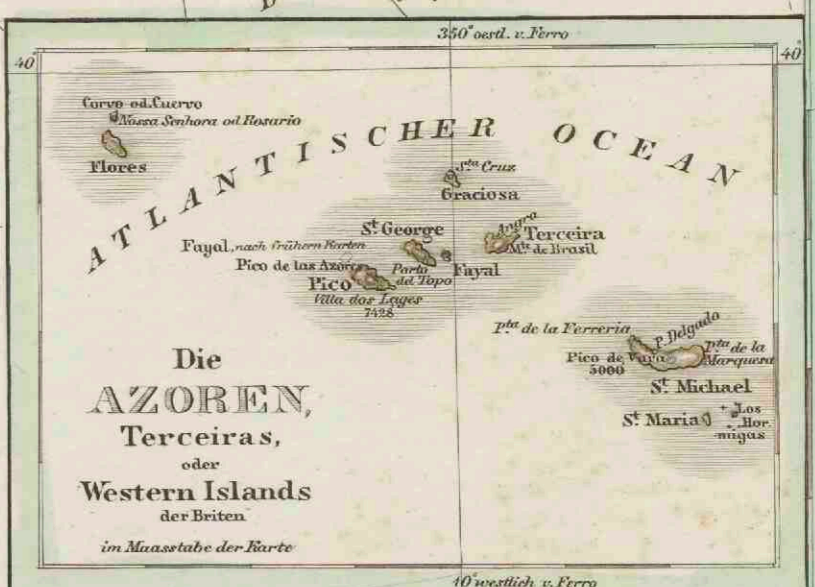 350° oestl. v. Ferro
40° 40°
Corvo od. Cuervo
Nossa Senhora od Rosario
Flores
ATLANTISCHER OCEAN
Sta Cruz
Graciosa
St. George
Angra
Terceira
Mte de Brasil
Fayal, nach frühern Karten
Pico de las Azores
Parto
del Topo
Fayal
Pico
Villa dos Lages
7428
Pta de la Ferreria
P. Delgado
Pico de Vara
5000
Pta de la
Marquesa
St. Michael
St. Maria
Los
Hor
migas
Die
AZOREN,
Terceiras,
oder
Western Islands
der Briten
im Maasstabe der Karte
10° westlich v. Ferro